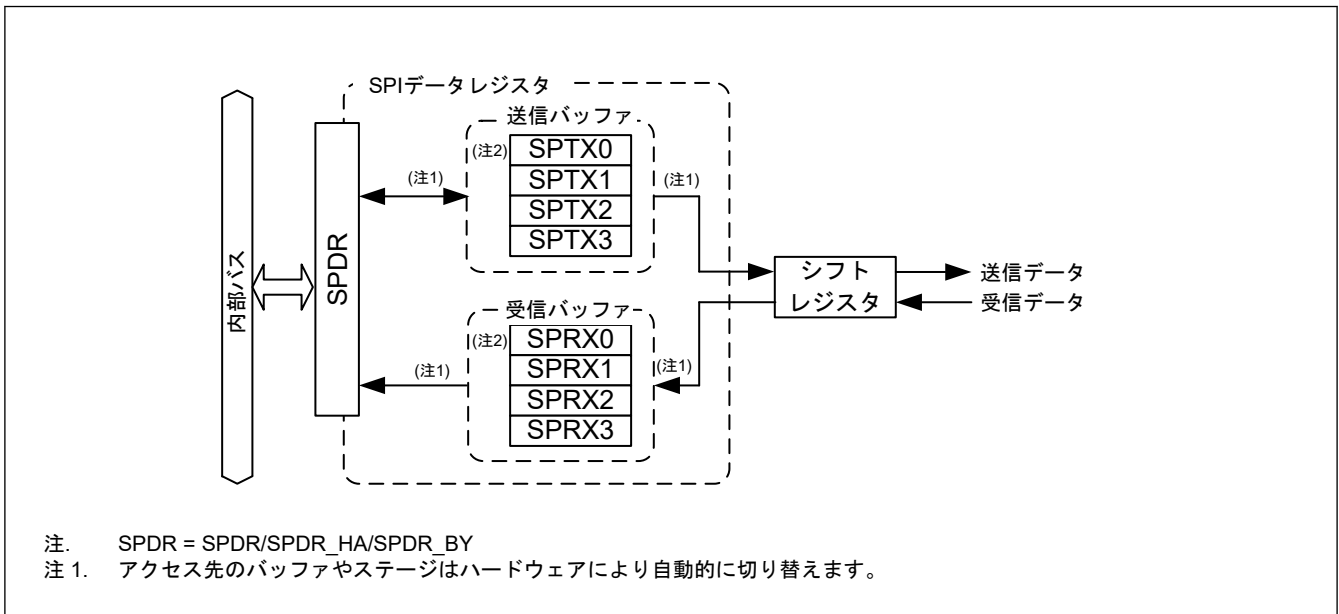 SPIデータレジスタ
送信バッファ
(注2) SPTX0
SPTX1
SPTX2
SPTX3
(注1)
(注1)
内部バス
SPDR
シフト
レジスタ
送信データ
受信データ
受信バッファ
(注2) SPRX0
SPRX1
SPRX2
SPRX3
(注1)
(注1)
注. SPDR = SPDR/SPDR_HA/SPDR_BY
注 1. アクセス先のバッファやステージはハードウェアにより自動的に切り替えます。